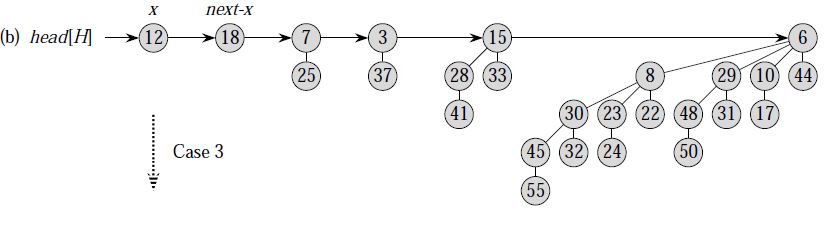 x next-x
(b) head[H] 12 18 7 3 15 6
25 37 28 33 8 29 10 44
41 30 23 22 48 31 17
Case 3 45 32 24 50
55